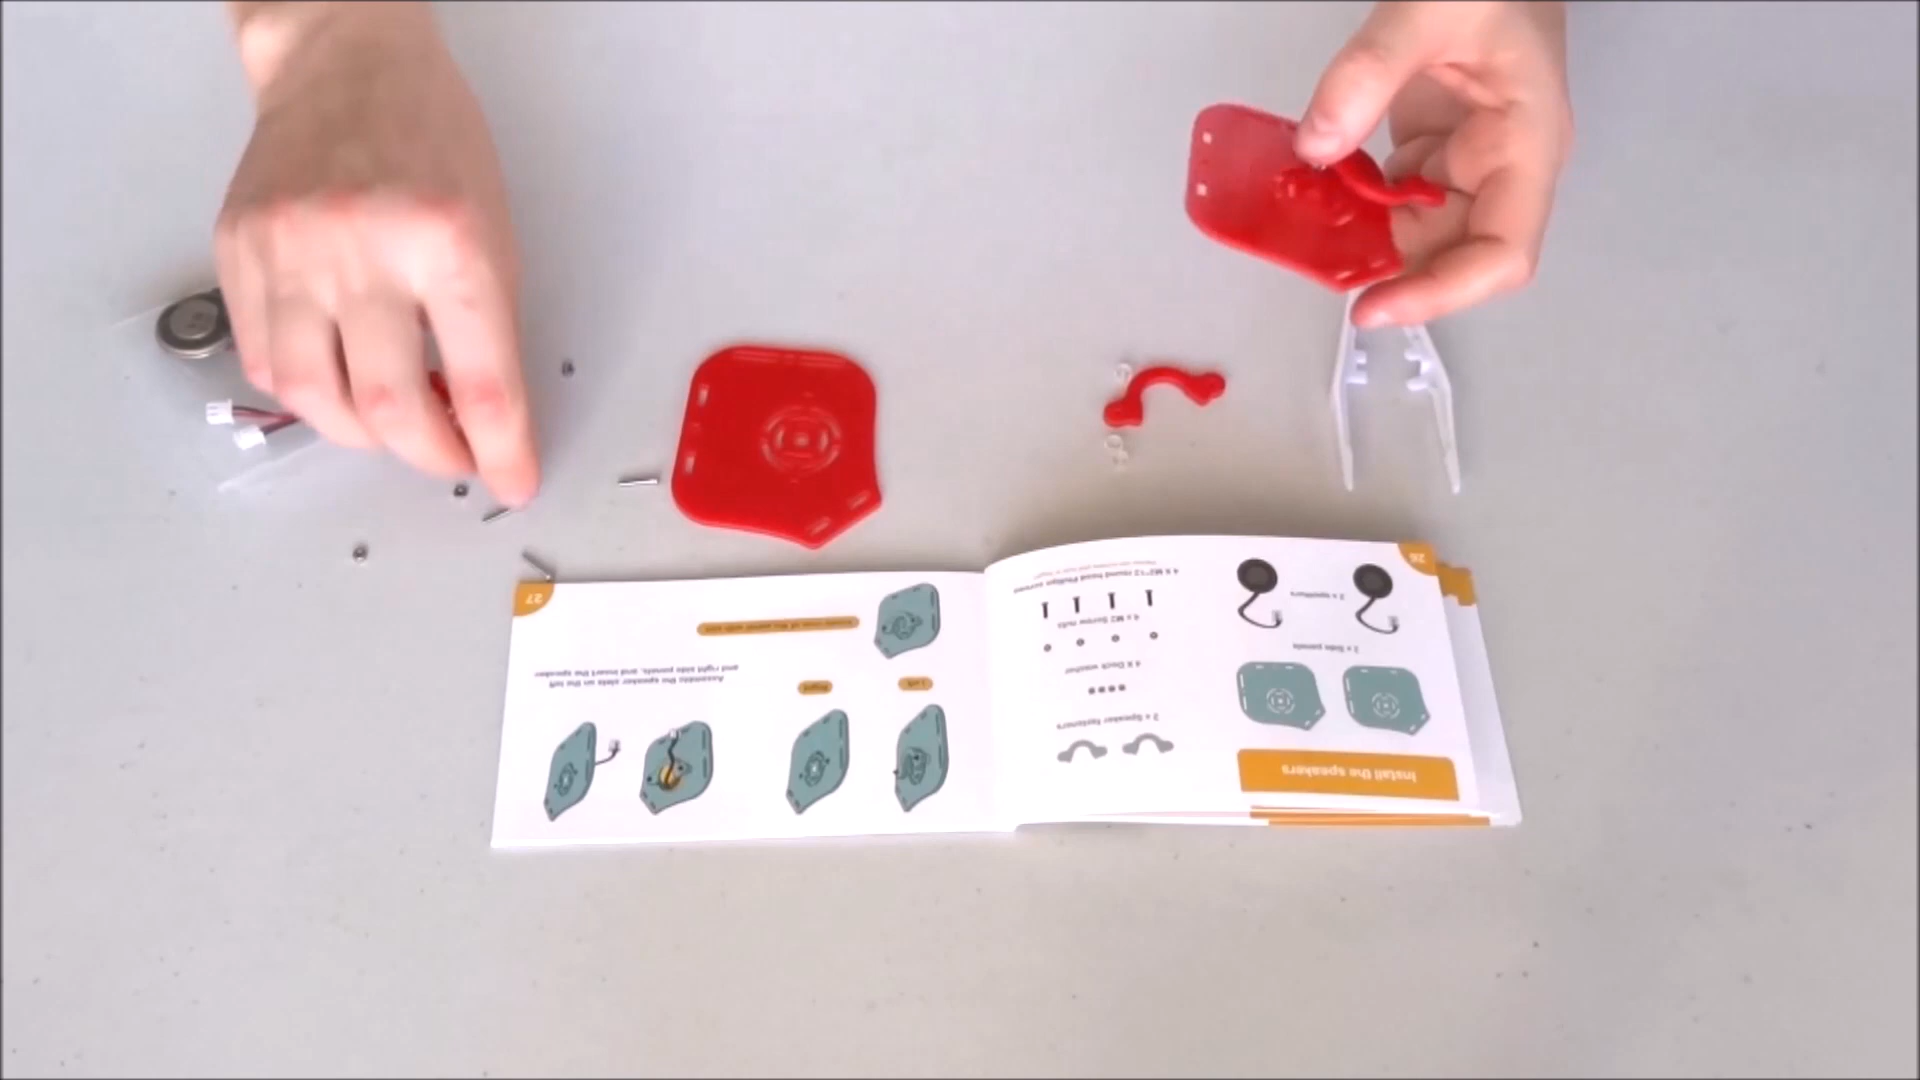 26
Install the speakers
2 x Side panels
2 x speakers
2 x Speaker fasteners
4 X Duck washer
4 x M2 Screw nuts
4 X M2*12 round head Phillips screws
27
Left
Right
Assemble the speaker slots on the left
and right side panels, and insert the speaker